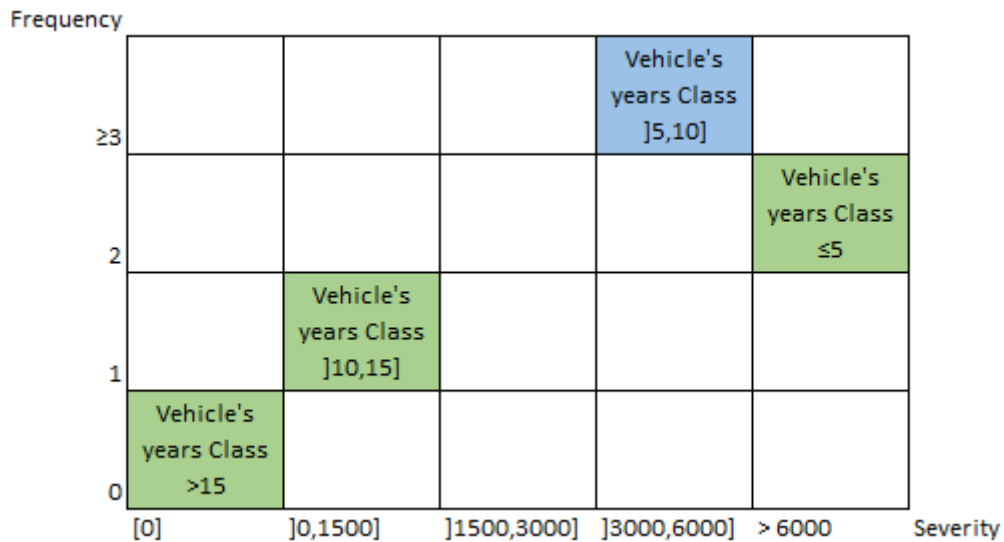 Frequency
Vehicle's
years Class
]5,10]
≥3
Vehicle's
years Class
≤5
2
Vehicle's
years Class
]10,15]
1
Vehicle's
years Class
>15
0
[0] ]0,1500] ]1500,3000] ]3000,6000] > 6000 Severity